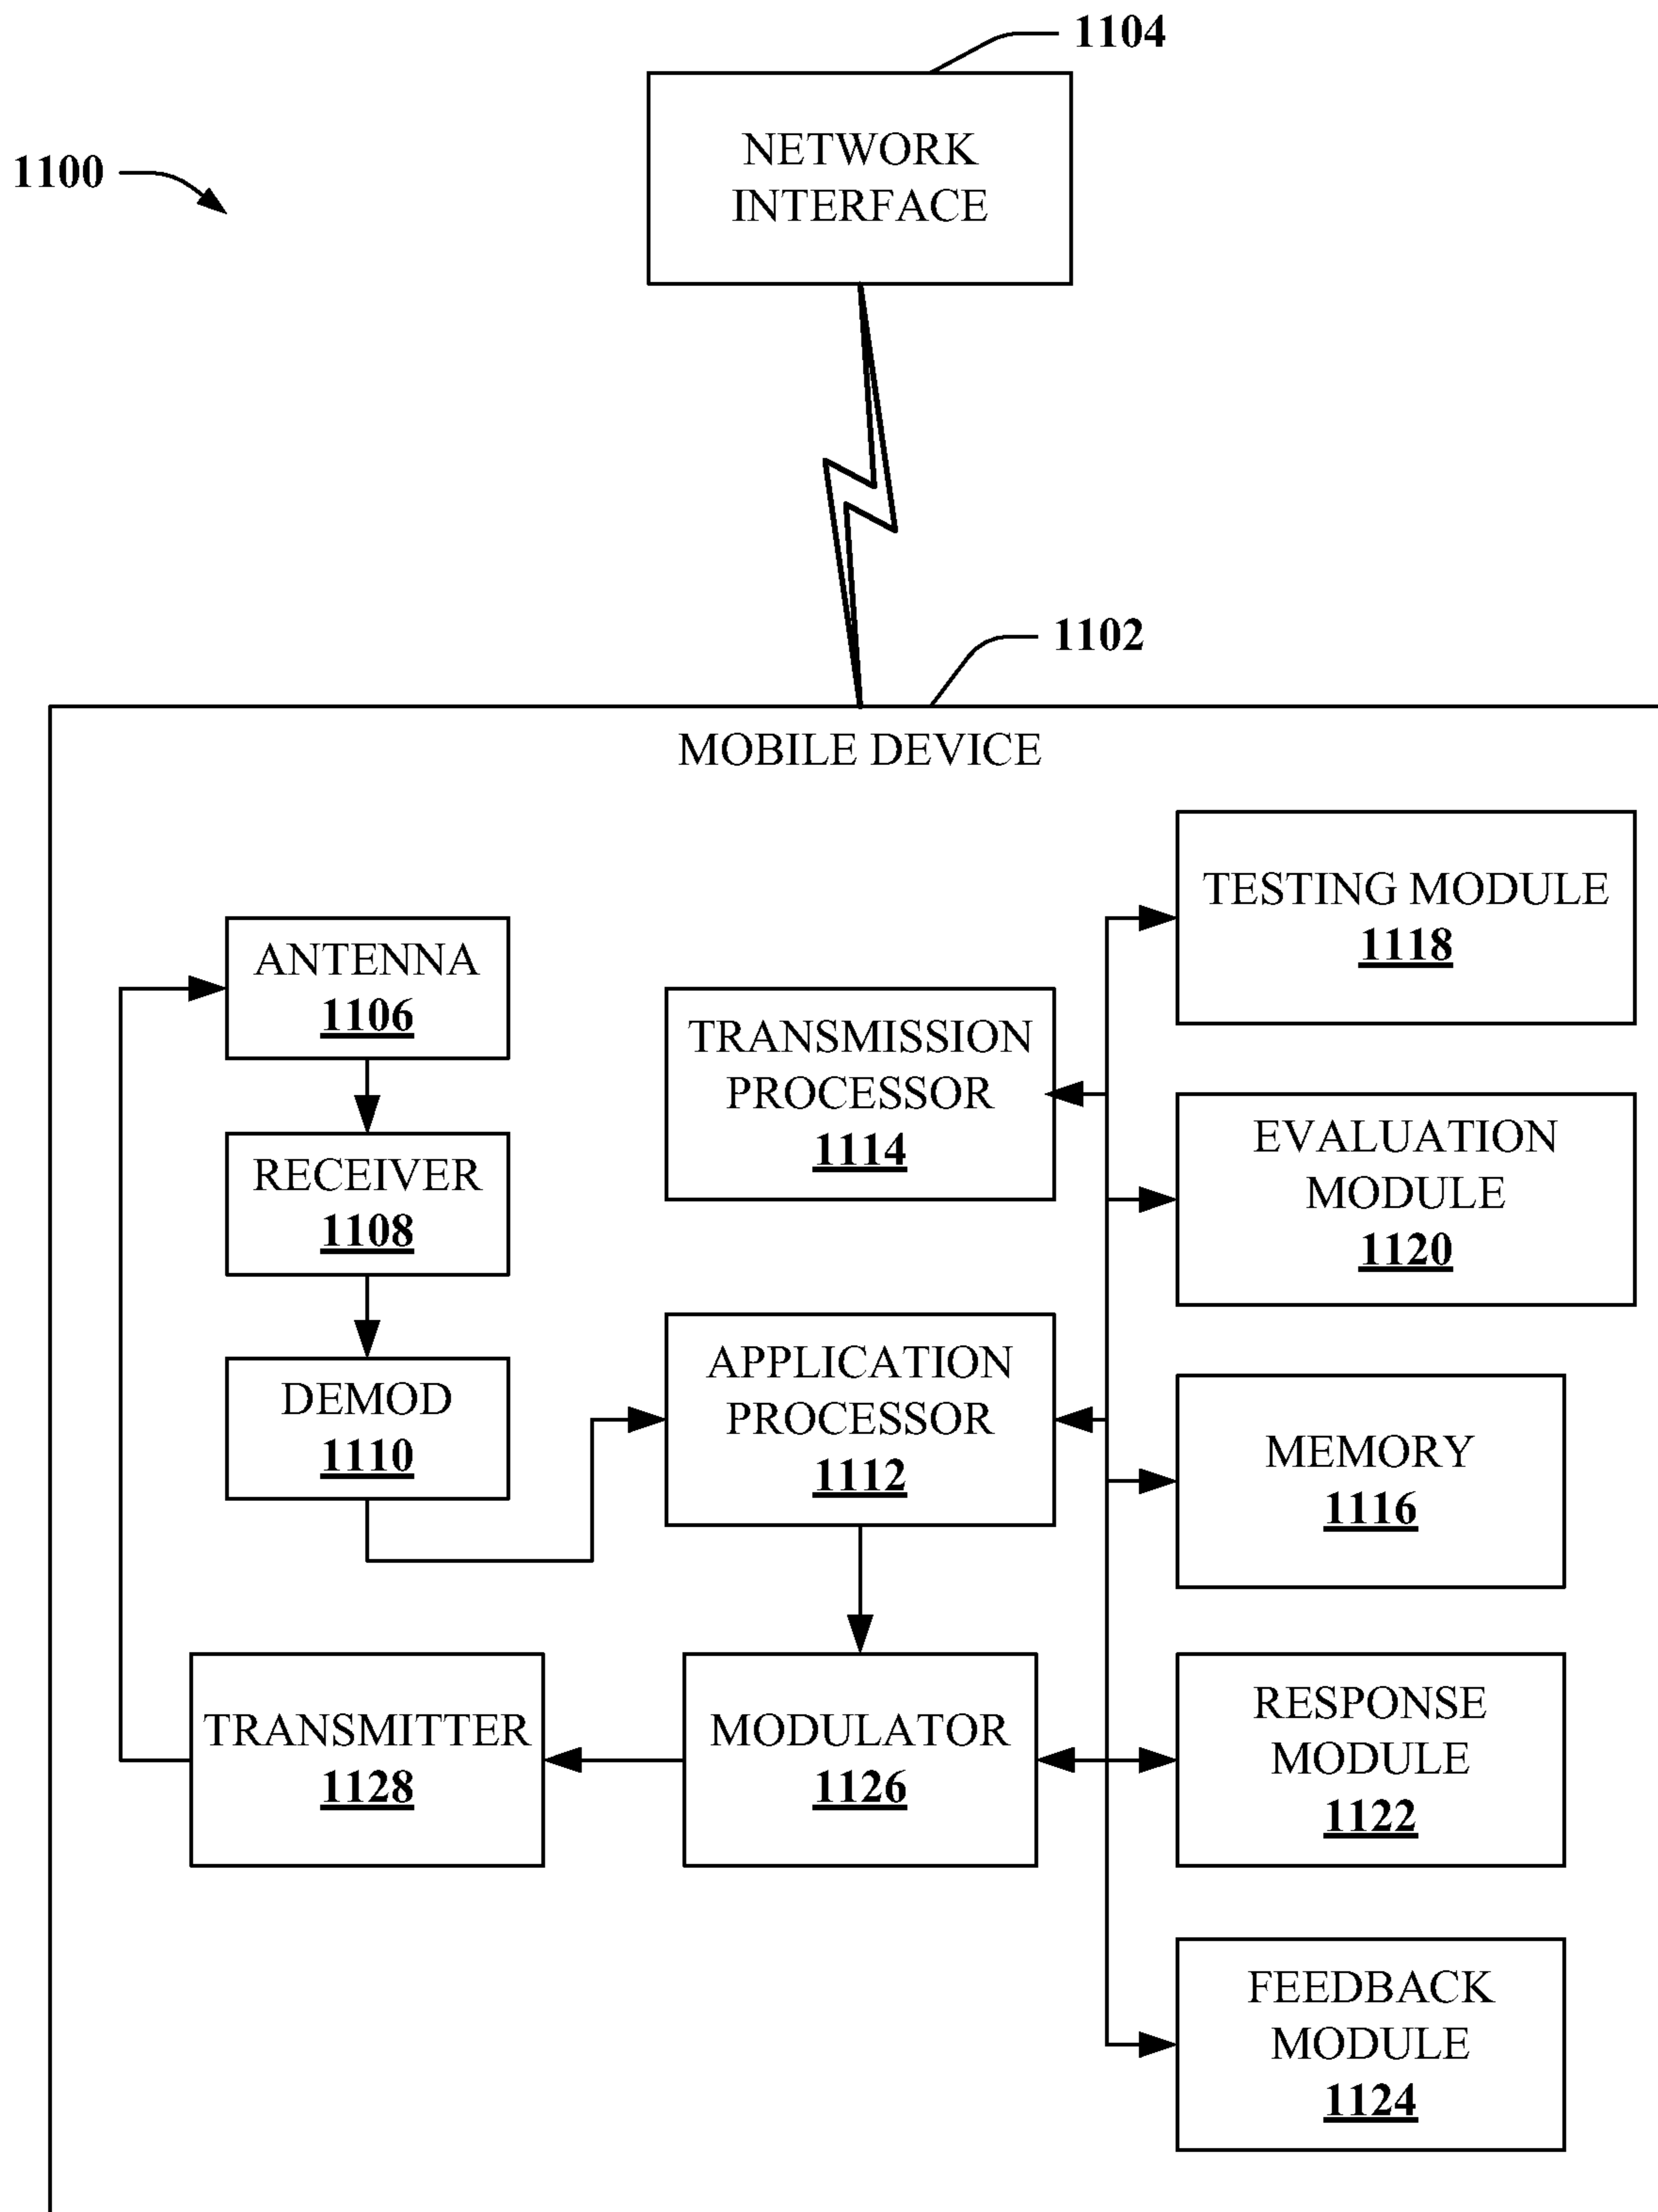 1104
NETWORK
INTERFACE
1100
1102
MOBILE DEVICE
TESTING MODULE
1118
ANTENNA
1106
TRANSMISSION
PROCESSOR
1114
EVALUATION
MODULE
1120
RECEIVER
1108
APPLICATION
PROCESSOR
1112
DEMOD
1110
MEMORY
1116
TRANSMITTER
1128
MODULATOR
1126
RESPONSE
MODULE
1122
FEEDBACK
MODULE
1124